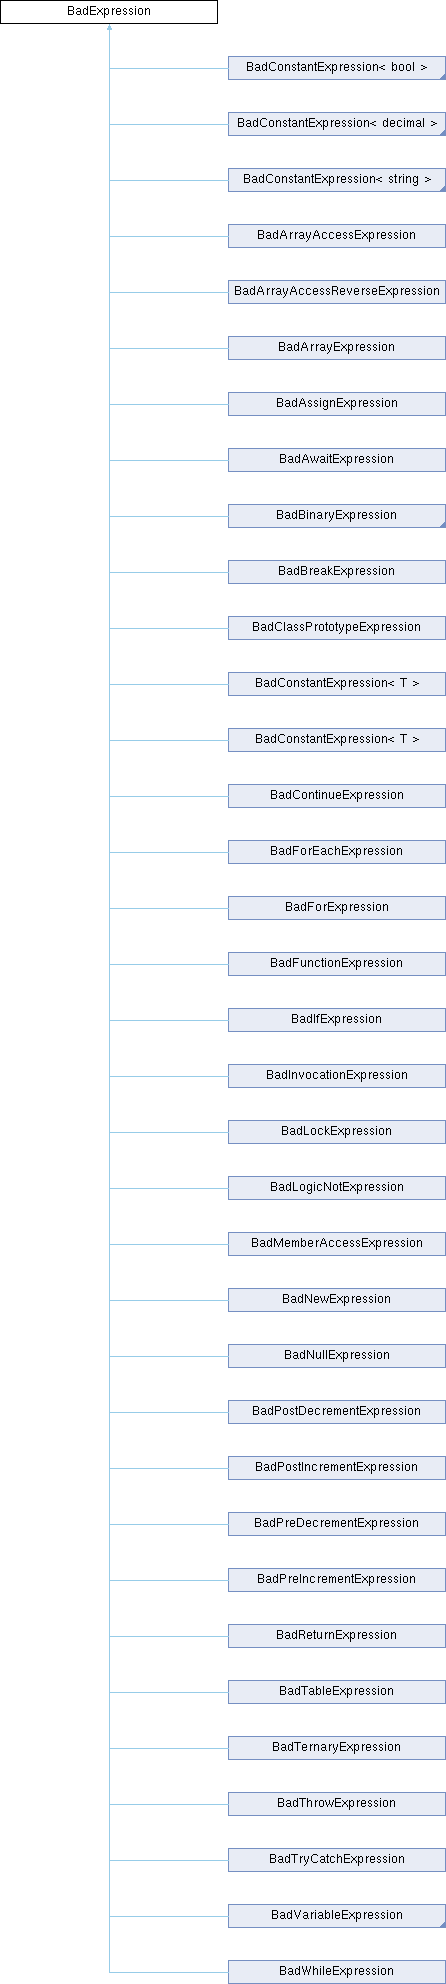 BadExpression
BadConstantExpression< bool >
BadConstantExpression< decimal >
BadConstantExpression< string >
BadArrayAccessExpression
BadArrayAccessReverseExpression
BadArrayExpression
BadAssignExpression
BadAwaitExpression
BadBinaryExpression
BadBreakExpression
BadClassPrototypeExpression
BadConstantExpression< T >
BadConstantExpression< T >
BadContinueExpression
BadForEachExpression
BadForExpression
BadFunctionExpression
BadIfExpression
BadInvocationExpression
BadLockExpression
BadLogicNotExpression
BadMemberAccessExpression
BadNewExpression
BadNullExpression
BadPostDecrementExpression
BadPostIncrementExpression
BadPreDecrementExpression
BadPreIncrementExpression
BadReturnExpression
BadTableExpression
BadTernaryExpression
BadThrowExpression
BadTryCatchExpression
BadVariableExpression
BadWhileExpression